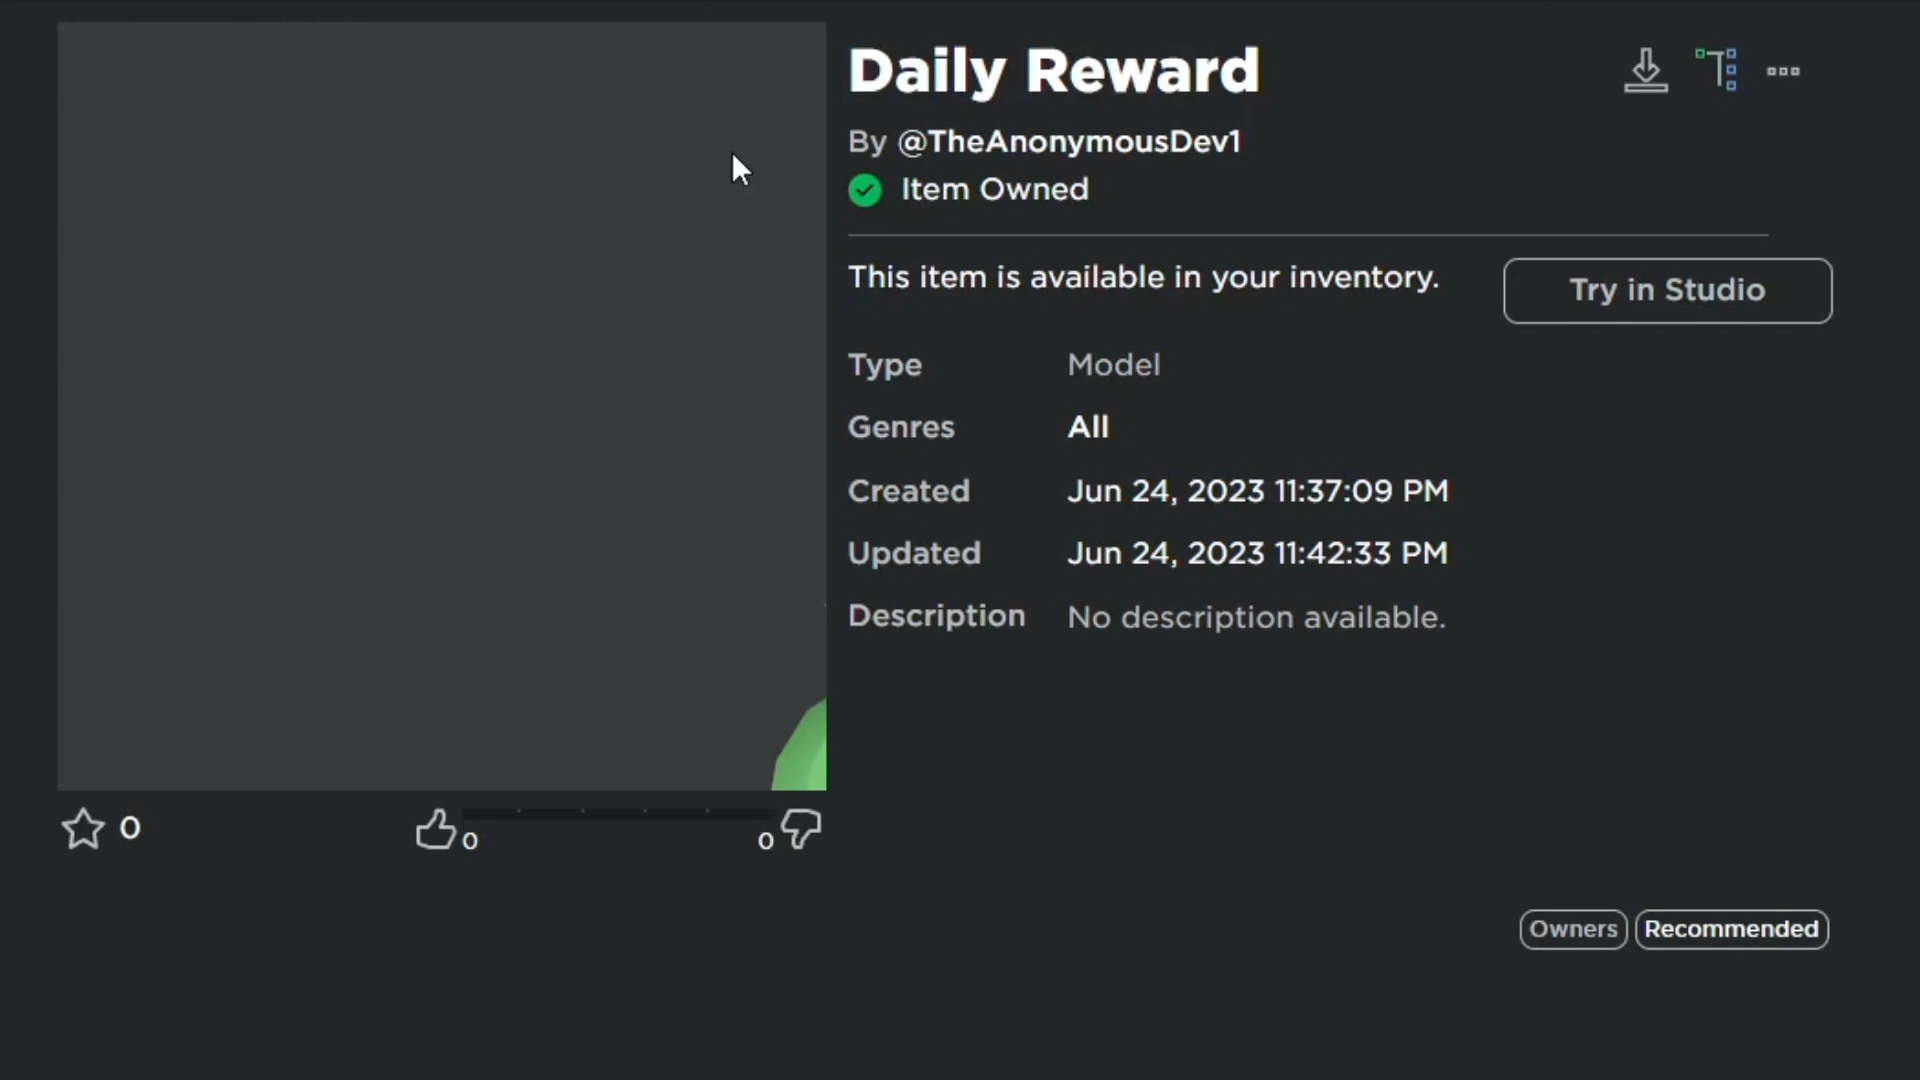 Daily Reward
By @TheAnonymousDev1
Item Owned
This item is available in your inventory.
Try in Studio
Type Model
Genres All
Created Jun 24, 2023 11:37:09 PM
Updated Jun 24, 2023 11:42:33 PM
Description No description available.
0
0
0
Owners
Recommended